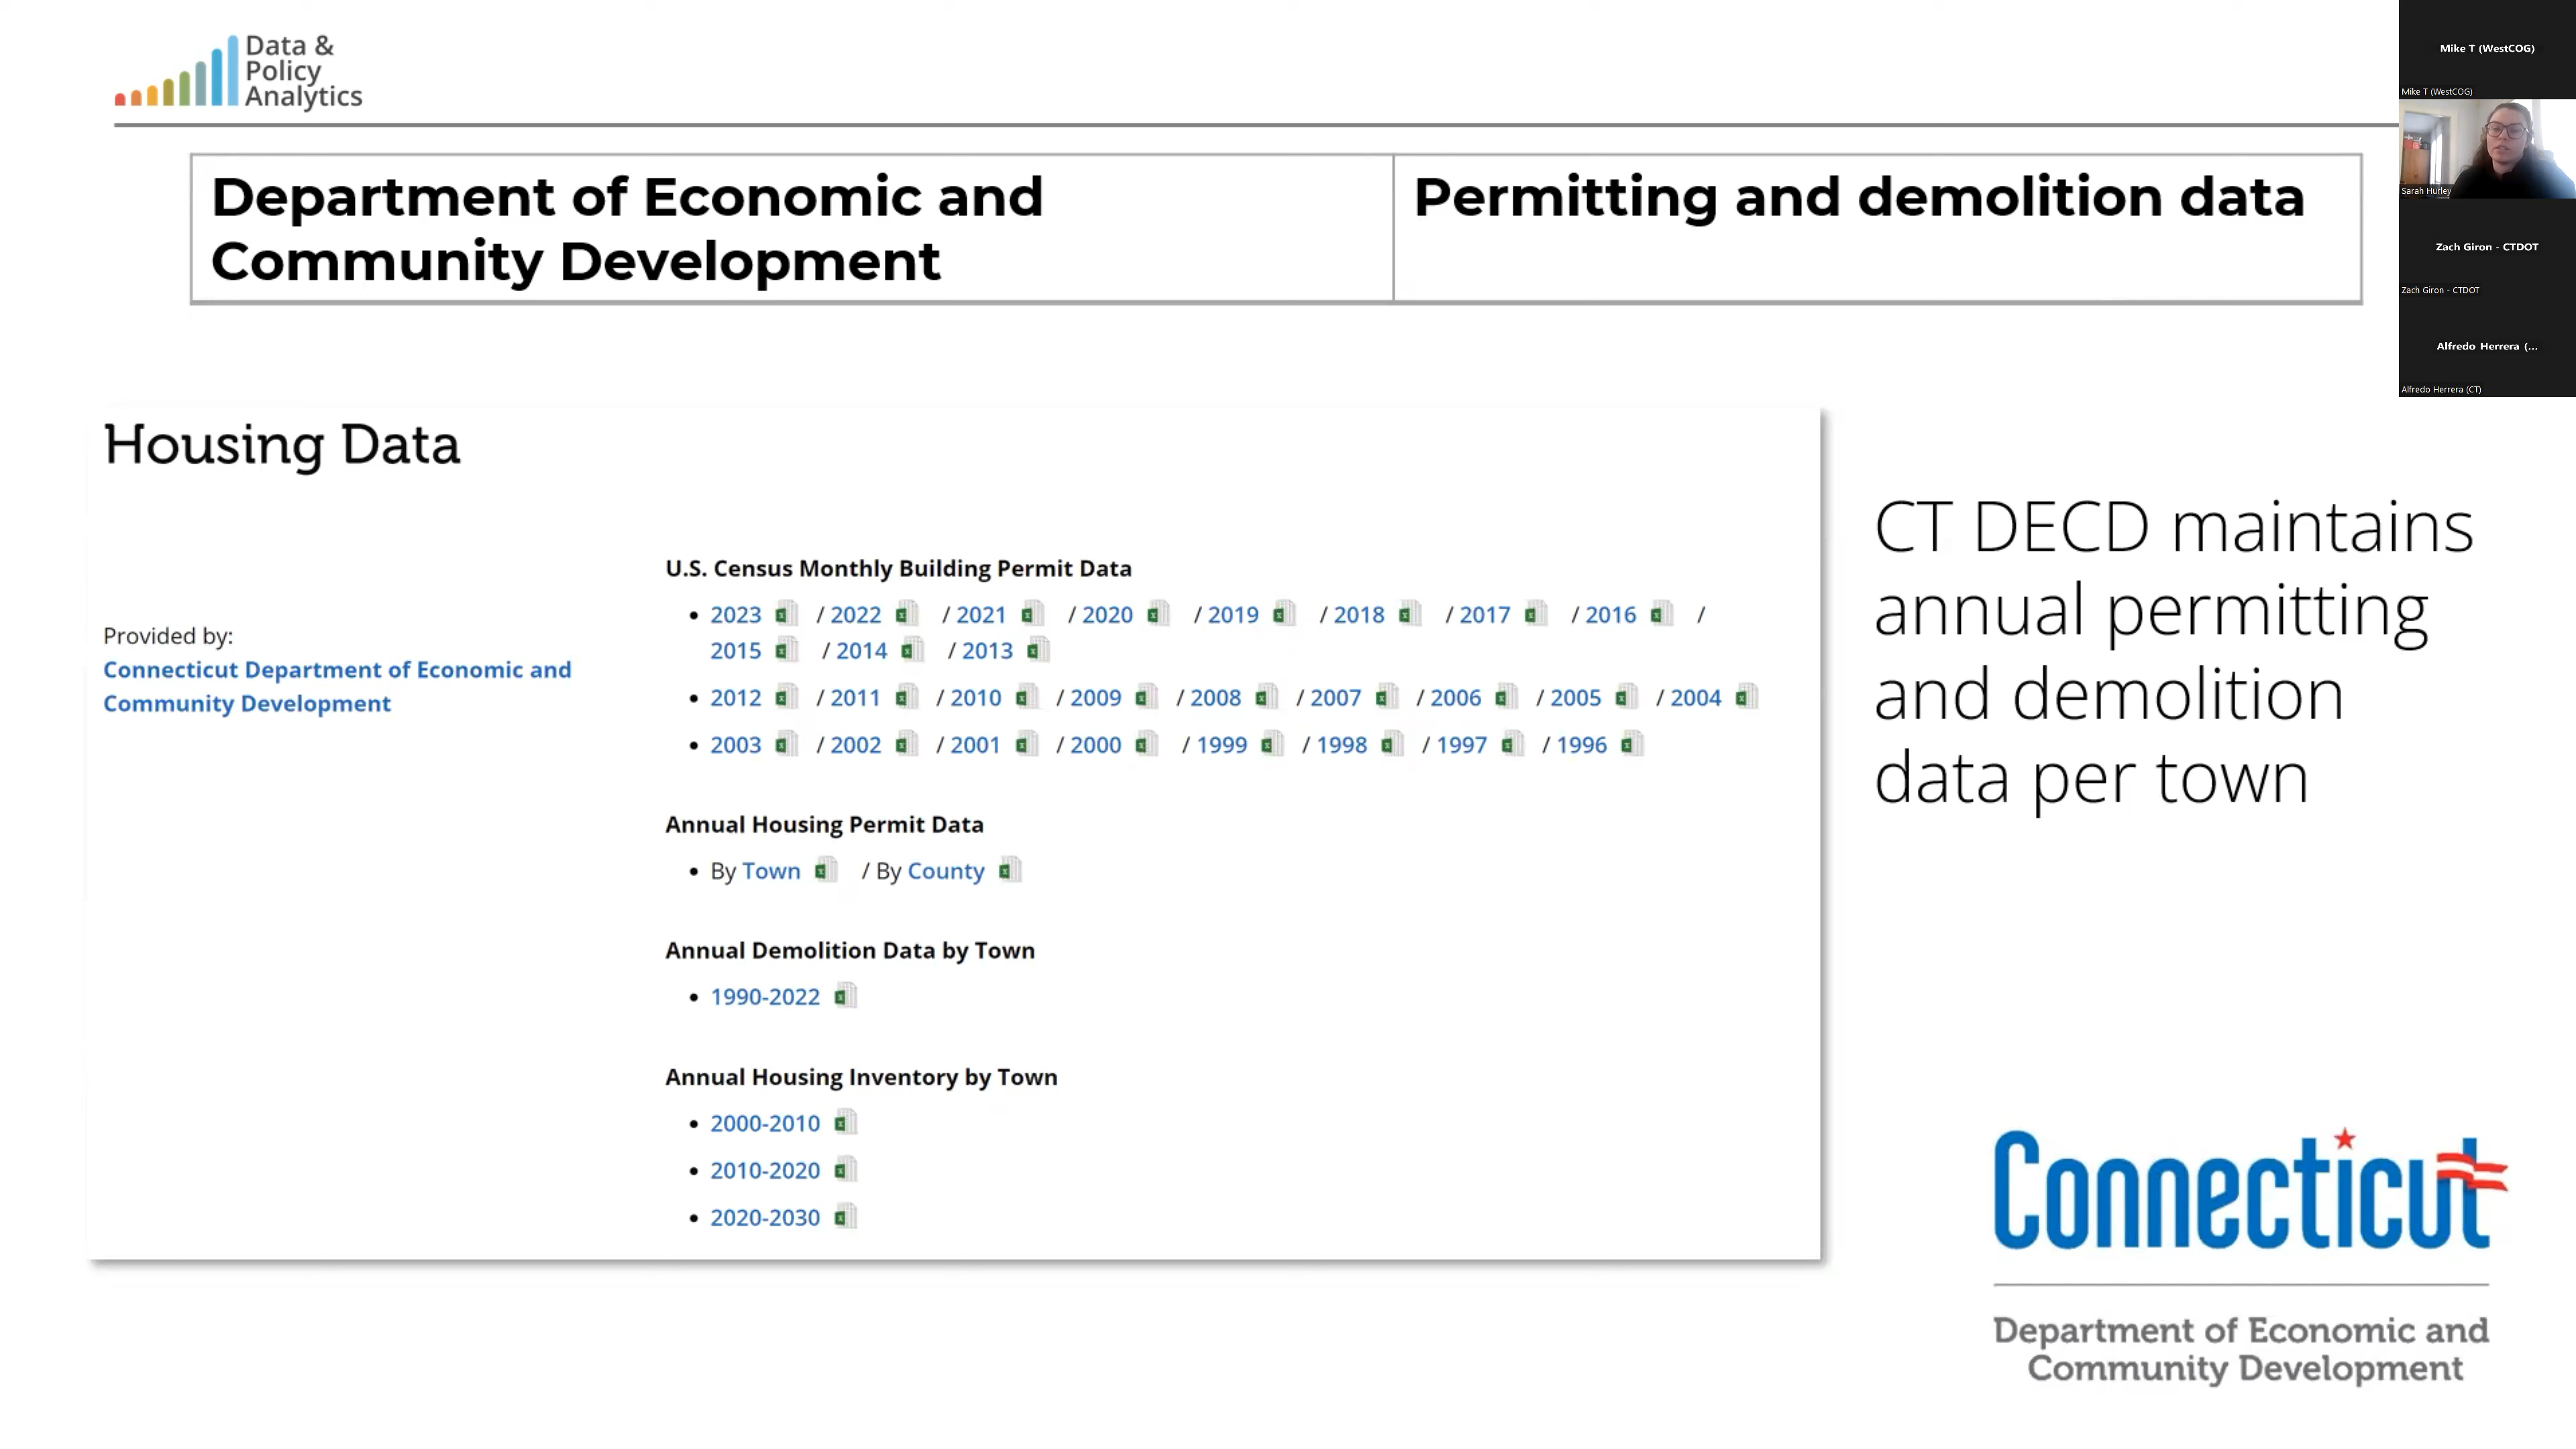 Data &
Policy
Analytics
Department of Economic and
Community Development
Permitting and demolition data
Mike T (WestCOG)
Mike T (WestCOG)
Sarah Hurley
Zach Giron - CTDOT
Zach Giron - CTDOT
Alfredo Herrera (...
Alfredo Herrera (CT)
Housing Data
Provided by:
Connecticut Department of Economic and
Community Development
U.S. Census Monthly Building Permit Data
• 2023 / 2022 / 2021 / 2020 / 2019 / 2018 / 2017 / 2016 /
2015 / 2014 / 2013
• 2012 / 2011 / 2010 / 2009 / 2008 / 2007 / 2006 / 2005 / 2004
• 2003 / 2002 / 2001 / 2000 / 1999 / 1998 / 1997 / 1996
Annual Housing Permit Data
• By Town / By County
Annual Demolition Data by Town
• 1990-2022
Annual Housing Inventory by Town
• 2000-2010
• 2010-2020
• 2020-2030
CT DECD maintains
annual permitting
and demolition
data per town
Connecticut
Department of Economic and
Community Development